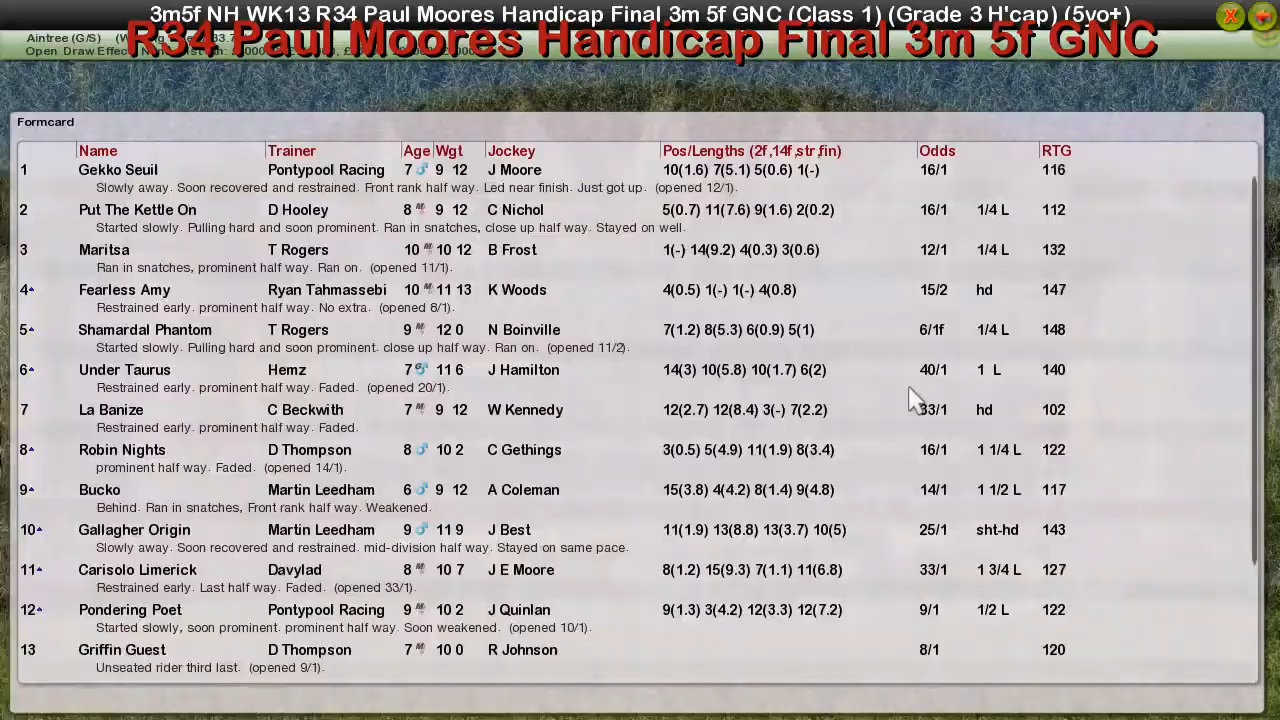 3m5f NH WK13 R34 Paul Moores Handicap Final 3m 5f GNC (Class 1) (Grade 3 H'cap) (5vo+)
R34 Paul Moores Handicap Final 3m 5f GNC
Aintree (G/S)
Open Draw Effect
Formcard
Name Trainer Age Wgt Jockey Pos/Lengths (2f,14f,str,fin) Odds RTG
1 Gekko Seuil Pontypool Racing 7 9 12 J Moore 10(1.6) 7(5.1) 5(0.6) 1(-) 16/1 116
Slowly away. Soon recovered and restrained. Front rank half way. Led near finish. Just got up. (opened 12/1).
2 Put The Kettle On D Hooley 8 9 12 C Nichol 5(0.7) 11(7.6) 9(1.6) 2(0.2) 16/1 1/4 L 112
Started slowly. Pulling hard and soon prominent. Ran in snatches, close up half way. Stayed on well.
3 Maritsa T Rogers 10 10 12 B Frost 1(-) 14(9.2) 4(0.3) 3(0.6) 12/1 1/4 L 132
Ran in snatches, prominent half way. Ran on. (opened 11/1).
4 Fearless Amy Ryan Tahmassebi 10 11 13 K Woods 4(0.5) 1(-) 1(-) 4(0.8) 15/2 hd 147
Restrained early. prominent half way. No extra. (opened 8/1).
5 Shamardal Phantom T Rogers 9 12 0 N Boinville 7(1.2) 8(5.3) 6(0.9) 5(1) 6/1f 1/4 L 148
Started slowly. Pulling hard and soon prominent. close up half way. Ran on. (opened 11/2).
6 Under Taurus Hemz 7 11 6 J Hamilton 14(3) 10(5.8) 10(1.7) 6(2) 40/1 1 L 140
Restrained early. prominent half way. Faded. (opened 20/1).
7 La Banize C Beckwith 7 9 12 W Kennedy 12(2.7) 12(8.4) 3(-) 7(2.2) 33/1 hd 102
Restrained early. prominent half way. Faded.
8 Robin Nights D Thompson 8 10 2 C Gethings 3(0.5) 5(4.9) 11(1.9) 8(3.4) 16/1 1 1/4 L 122
prominent half way. Faded. (opened 14/1).
9 Bucko Martin Leedham 6 9 12 A Coleman 15(3.8) 4(4.2) 8(1.4) 9(4.8) 14/1 1 1/2 L 117
Behind. Ran in snatches, Front rank half way. Weakened.
10 Gallagher Origin Martin Leedham 9 11 9 J Best 11(1.9) 13(8.8) 13(3.7) 10(5) 25/1 sht-hd 143
Slowly away. Soon recovered and restrained. mid-division half way. Stayed on same pace.
11 Carisolo Limerick Davylad 8 10 7 J E Moore 8(1.2) 15(9.3) 7(1.1) 11(6.8) 33/1 1 3/4 L 127
Restrained early. Last half way. Faded. (opened 33/1).
12 Pondering Poet Pontypool Racing 9 10 2 J Quinlan 9(1.3) 3(4.2) 12(3.3) 12(7.2) 9/1 1/2 L 122
Started slowly, soon prominent. prominent half way. Soon weakened. (opened 10/1).
13 Griffin Guest D Thompson 7 10 0 R Johnson 8/1 120
Unseated rider third last. (opened 9/1).